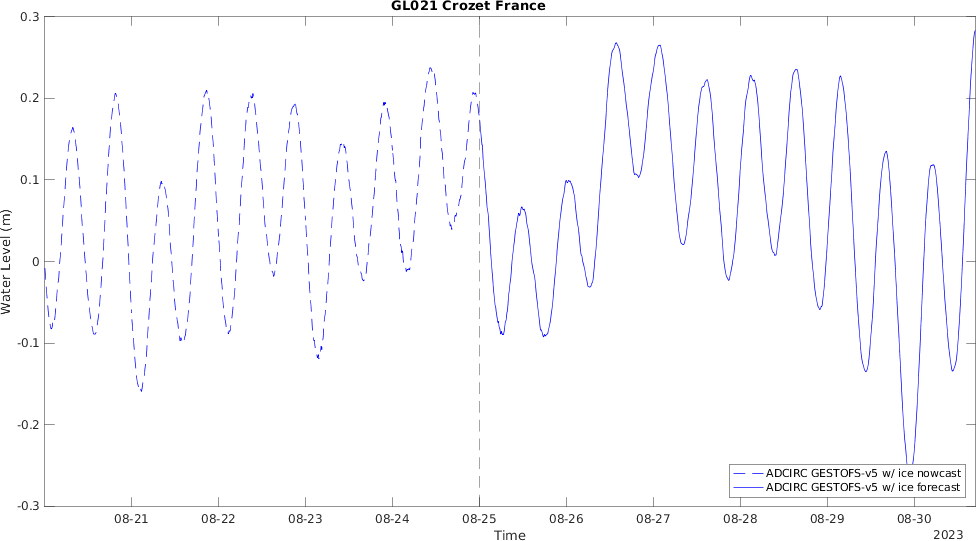 GL021 Crozet France
0.3
0.2
0.1
0
-0.1
-0.2
-0.3
Water Level (m)
ADCIRC GESTOFS-v5 w/ ice nowcast
ADCIRC GESTOFS-v5 w/ ice forecast
08-21 08-22 08-23 08-24 08-25 08-26 08-27 08-28 08-29 08-30
Time
2023